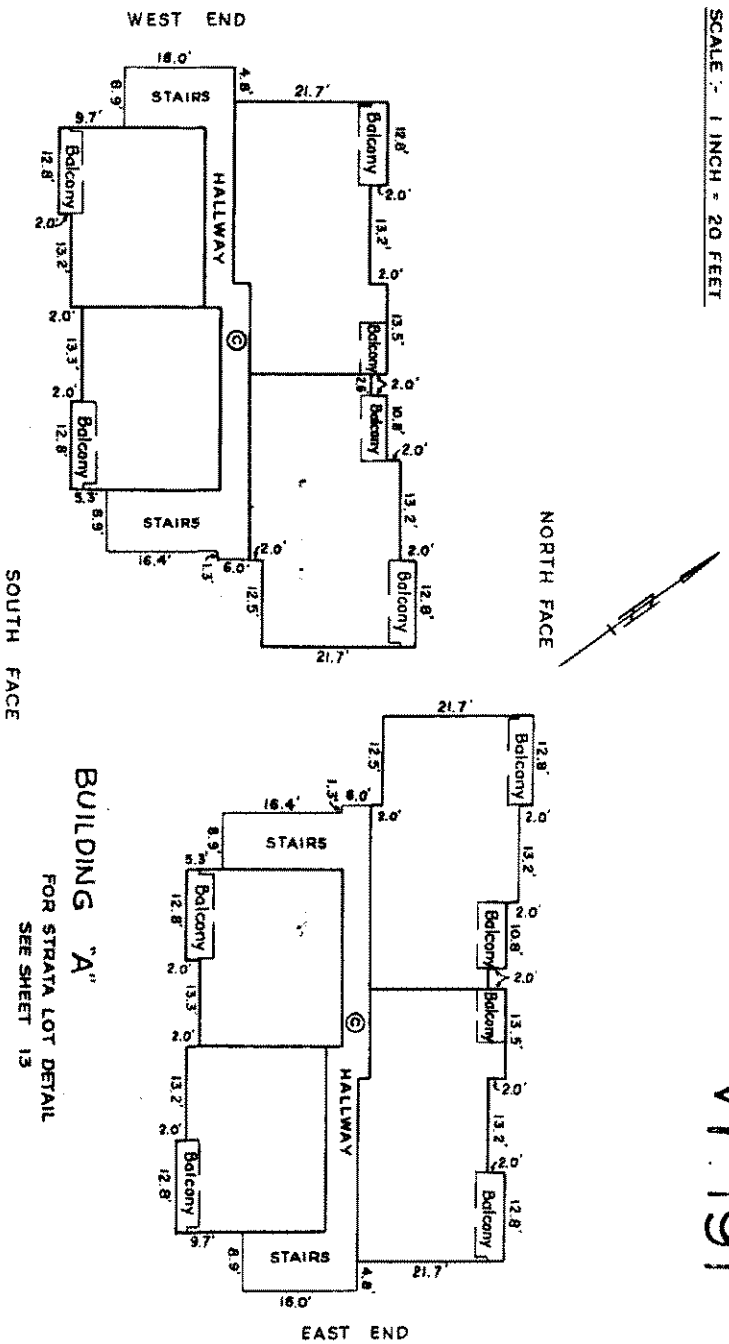 SCALE :- 1 INCH = 20 FEET
VI. 191
WEST END
16.0'
8.9'
STAIRS
4.8'
21.7'
9.7'
Balcony
12.8'
2.0'
13.2'
HALLWAY
Balcony
12.8'
2.0'
13.2'
2.0'
2.0'
13.3'
2.0'
©
13.5'
Balcony
2.0'
2.6'
Balcony
10.8'
2.0'
Balcony
12.8'
5.3'
8.9'
STAIRS
16.4'
1.3'
6.0'
2.0'
12.5'
13.2'
2.0'
Balcony
12.8'
21.7'
NORTH FACE
N
SOUTH FACE
21.7'
12.5'
Balcony
12.8'
2.0'
1.3'
6.0'
2.0'
16.4'
8.9'
STAIRS
5.3'
13.2'
2.0'
Balcony
12.8'
2.0'
13.3'
2.0'
Balcony
10.8'
2.0'
Balcony
13.5'
©
HALLWAY
2.0'
13.2'
2.0'
13.2'
2.0'
Balcony
12.8'
9.7'
8.9'
STAIRS
16.0'
4.8'
Balcony
12.8'
21.7'
EAST END
BUILDING "A"
FOR STRATA LOT DETAIL
SEE SHEET 13